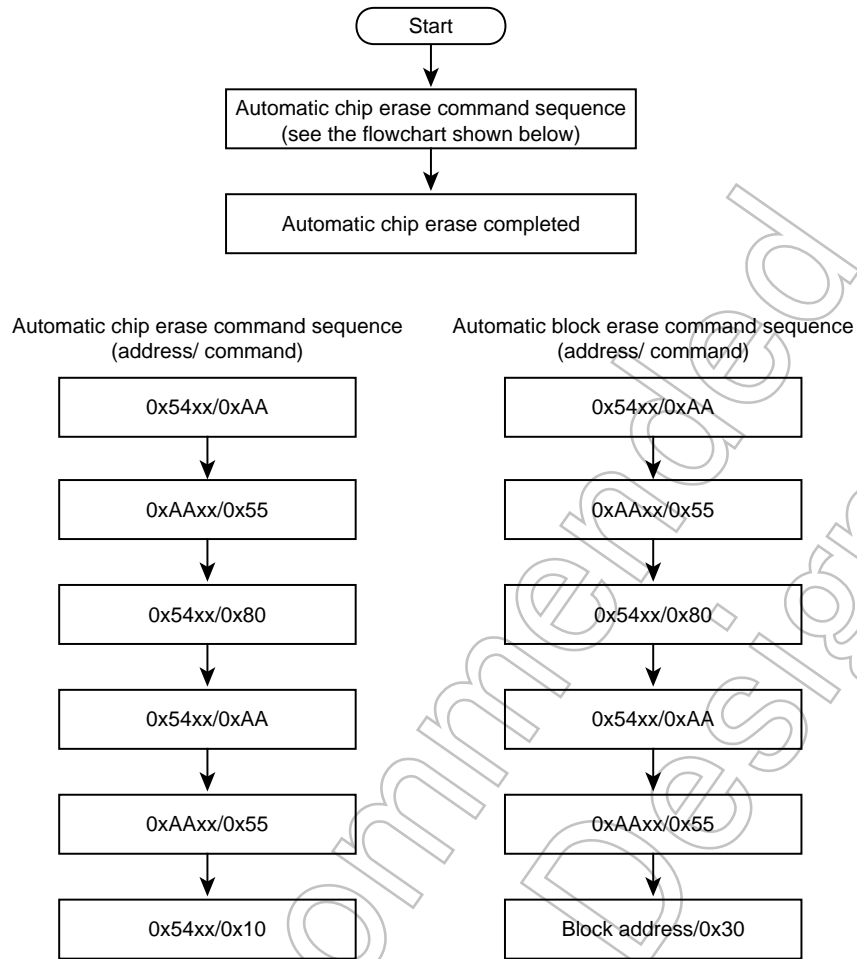 Start
Automatic chip erase command sequence
(see the flowchart shown below)
Automatic chip erase completed
Automatic chip erase command sequence
(address/ command)
0x54xx/0xAA
0xAAxx/0x55
0x54xx/0x80
0x54xx/0xAA
0xAAxx/0x55
0x54xx/0x10
Automatic block erase command sequence
(address/ command)
0x54xx/0xAA
0xAAxx/0x55
0x54xx/0x80
0x54xx/0xAA
0xAAxx/0x55
Block address/0x30